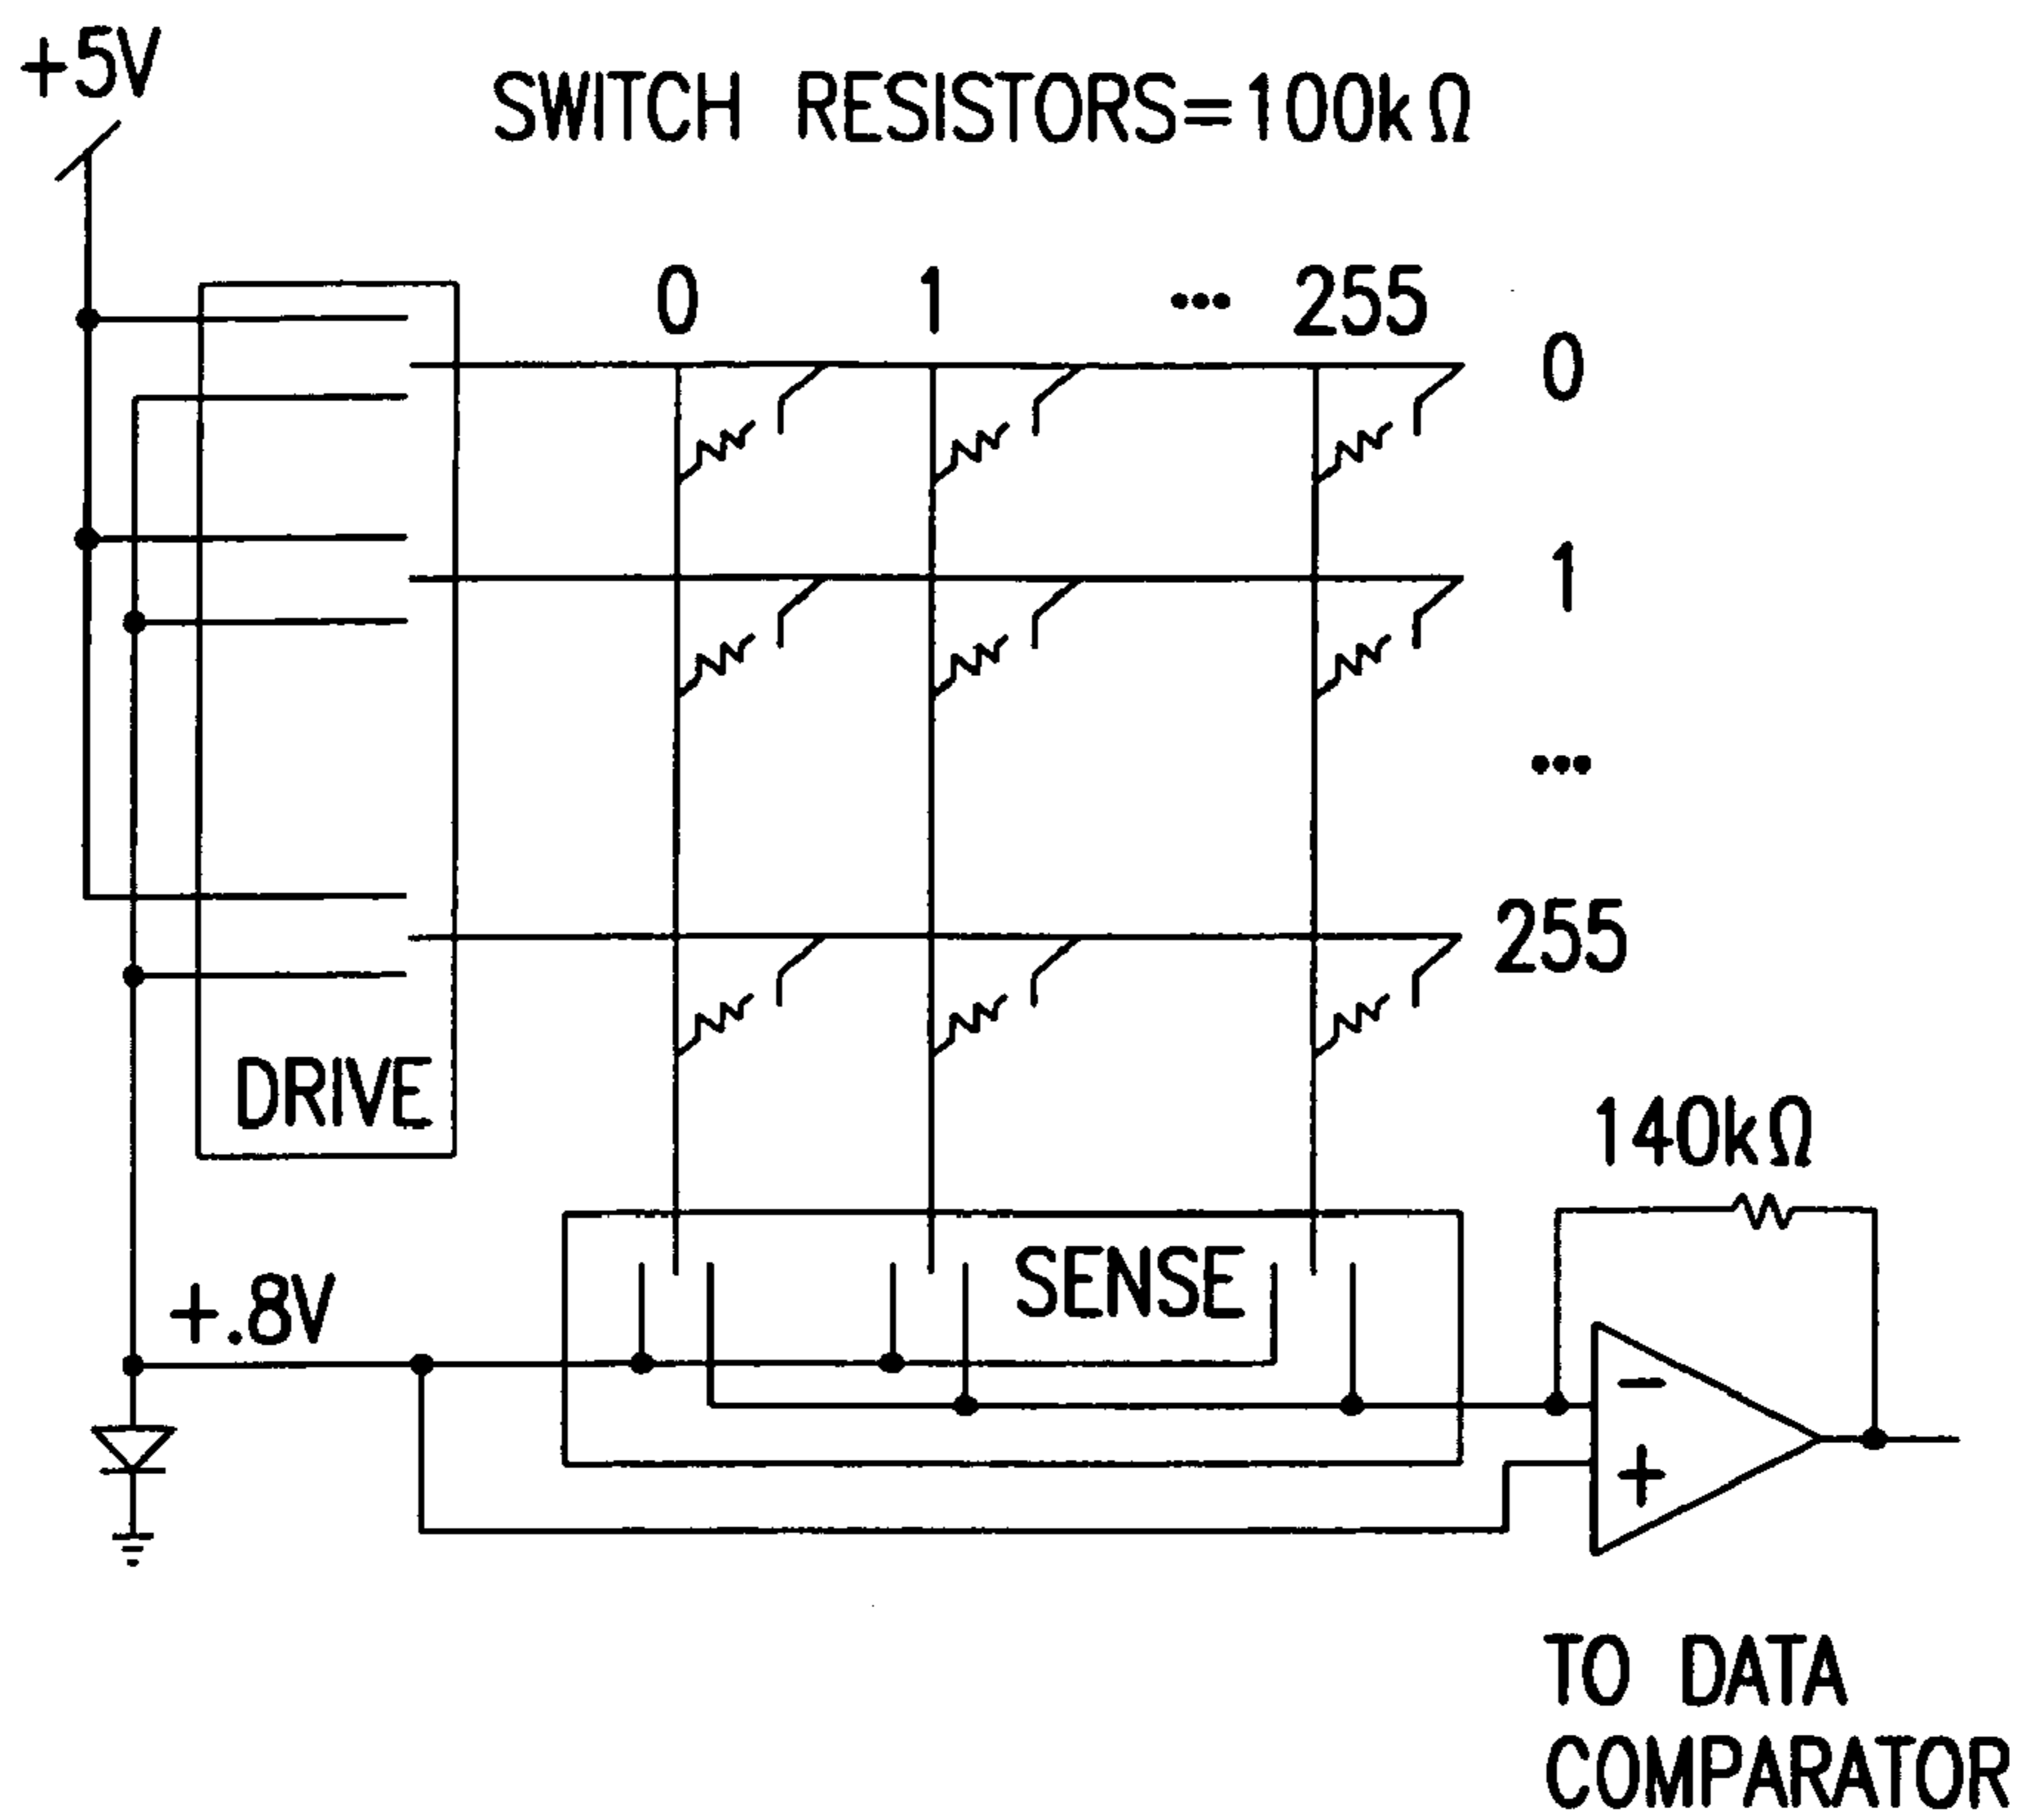 +5V
SWITCH RESISTORS=100kΩ
0 1 ••• 255
0
1
•••
255
DRIVE
140kΩ
SENSE
+.8V
−
+
TO DATA
COMPARATOR